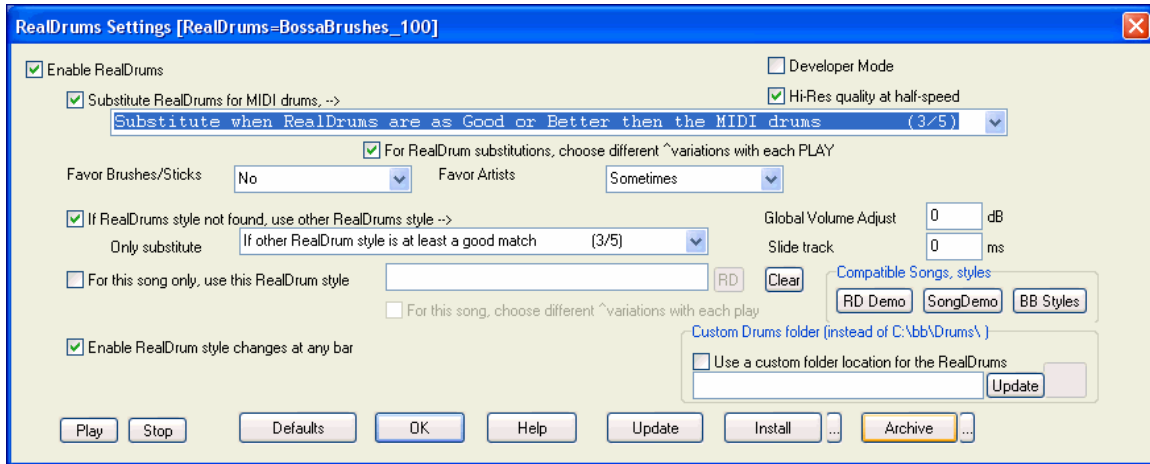 RealDrums Settings [RealDrums=BossaBrushes_100]
Enable RealDrums
Developer Mode
Substitute RealDrums for MIDI drums, -->
Hi-Res quality at half-speed
Substitute when RealDrums are as Good or Better then the MIDI drums (3/5)
For RealDrum substitutions, choose different ^variations with each PLAY
Favor Brushes/Sticks No Favor Artists Sometimes
If RealDrums style not found, use other RealDrums style -->
Global Volume Adjust 0 dB
Only substitute If other RealDrum style is at least a good match (3/5)
Slide track 0 ms
For this song only, use this RealDrum style RD Clear
Compatible Songs, styles
RD Demo SongDemo BB Styles
For this song, choose different ^variations with each play
Enable RealDrum style changes at any bar
Custom Drums folder (instead of C:\bb\Drums\ )
Use a custom folder location for the RealDrums
Update
Play Stop Defaults OK Help Update Install ... Archive ...